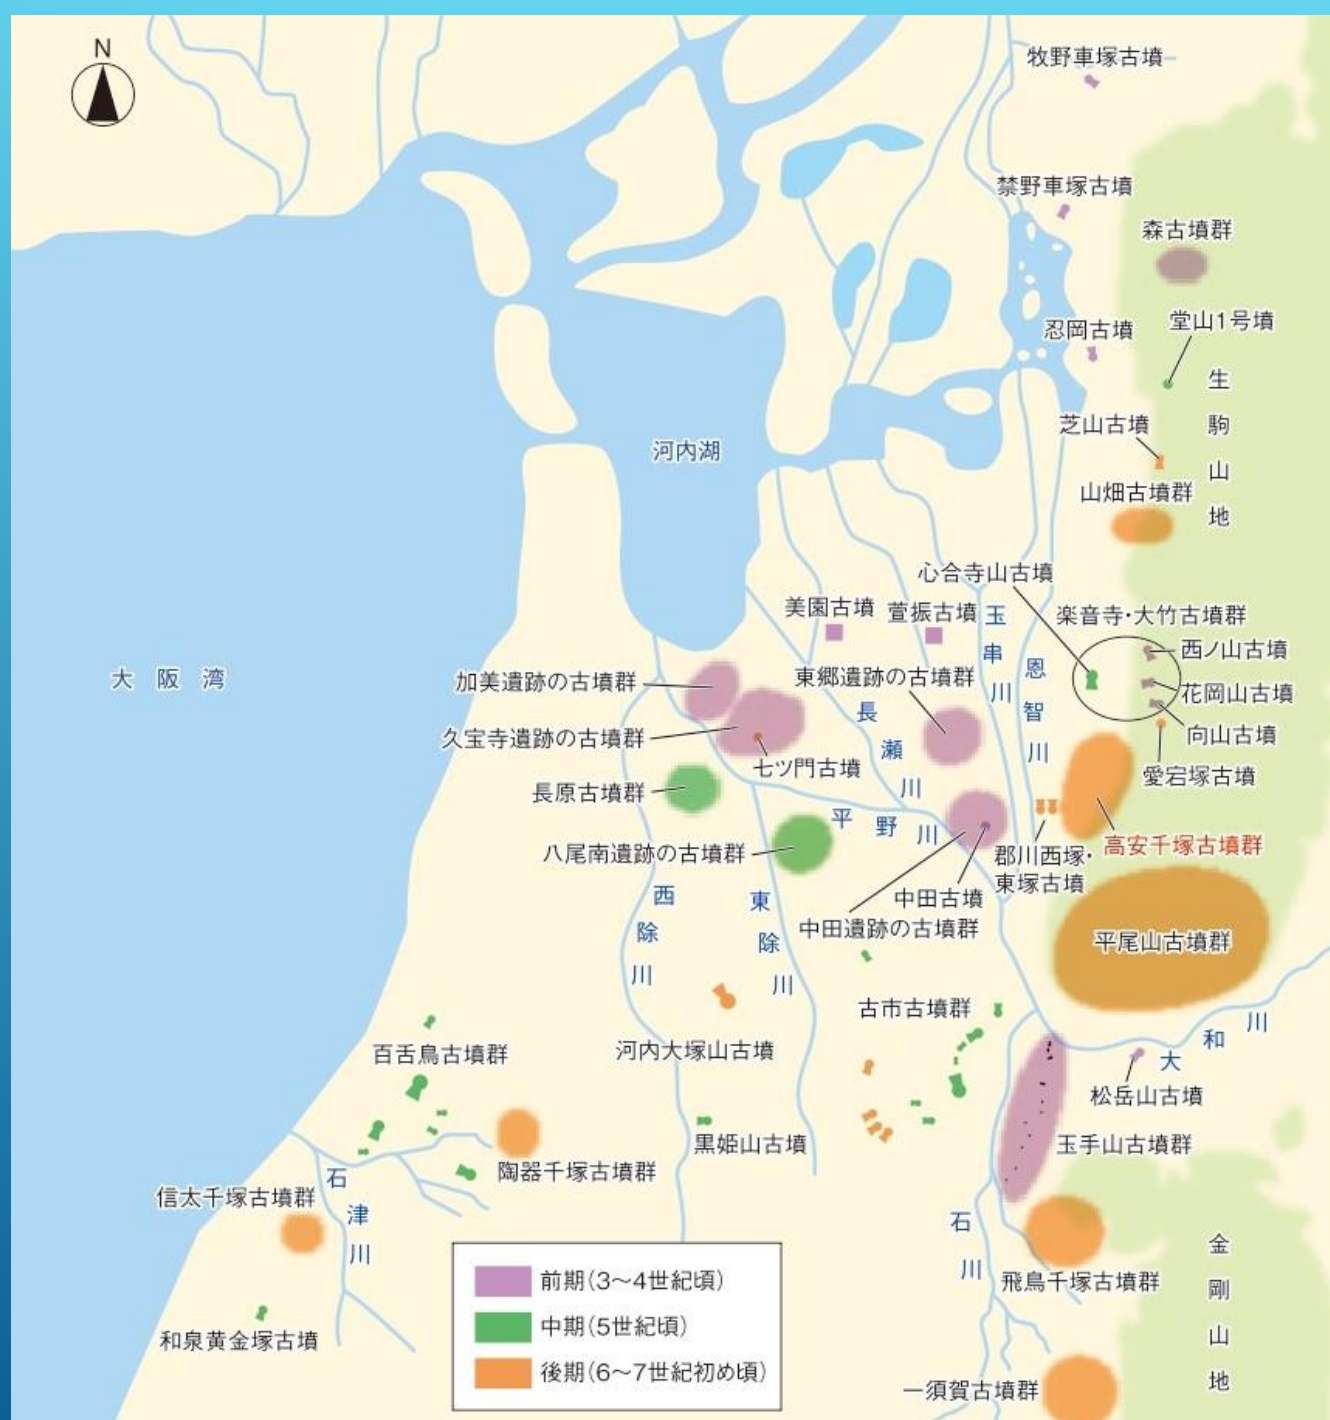 N
牧野車塚古墳
禁野車塚古墳
森古墳群
堂山1号墳
忍岡古墳
生駒山地
芝山古墳
河内湖
山畑古墳群
心合寺山古墳
美園古墳
萱振古墳
玉串川
楽音寺・大竹古墳群
西ノ山古墳
恩智川
大阪湾
加美遺跡の古墳群
東郷遺跡の古墳群
花岡山古墳
長瀬川
久宝寺遺跡の古墳群
向山古墳
七ツ門古墳
愛宕塚古墳
長原古墳群
平野川
八尾南遺跡の古墳群
郡川西塚・
東塚古墳
高安千塚古墳群
西除川
東除川
中田古墳
中田遺跡の古墳群
平尾山古墳群
古市古墳群
大和川
百舌鳥古墳群
河内大塚山古墳
松岳山古墳
黒姫山古墳
玉手山古墳群
陶器千塚古墳群
信太千塚古墳群
石津川
石川
飛鳥千塚古墳群
金剛山地
和泉黄金塚古墳
一須賀古墳群
前期(3～4世紀頃)
中期(5世紀頃)
後期(6～7世紀初め頃)